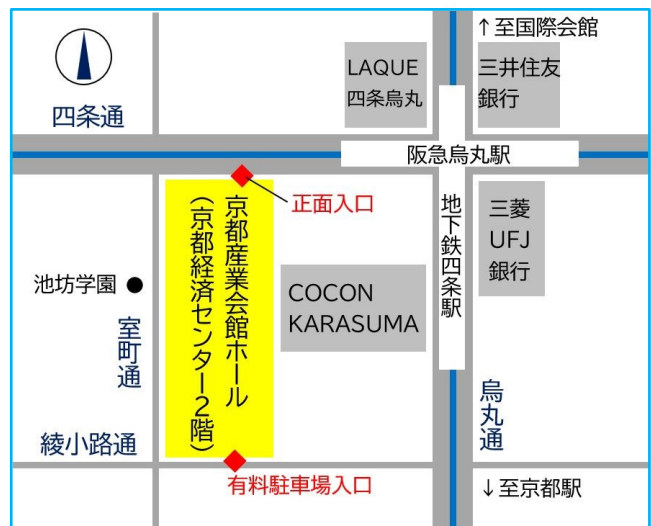 ↑至国際会館
LAQUE
四条烏丸
三井住友
銀行
四条通
阪急烏丸駅
正面入口
京都産業会館ホール
（京都経済センター2階）
地下鉄四条駅
三菱
UFJ
銀行
池坊学園
COCON
KARASUMA
室町通
烏丸通
綾小路通
有料駐車場入口
↓至京都駅